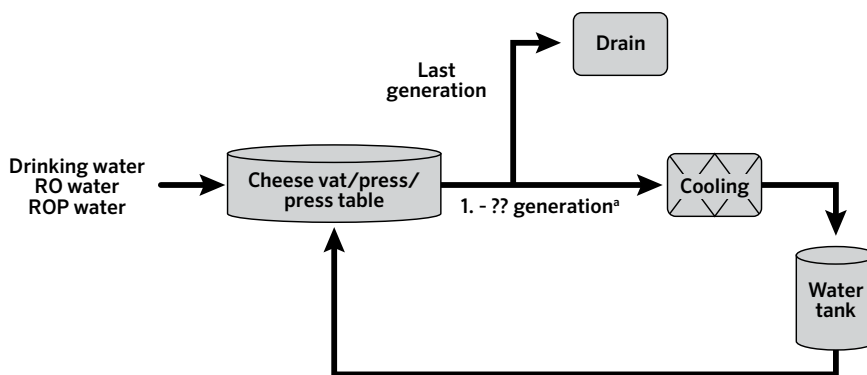 Drain
Last
generation
Drinking water
RO water
ROP water
Cheese vat/press/
press table
Cooling
1. - ?? generationᵃ
Water
tank